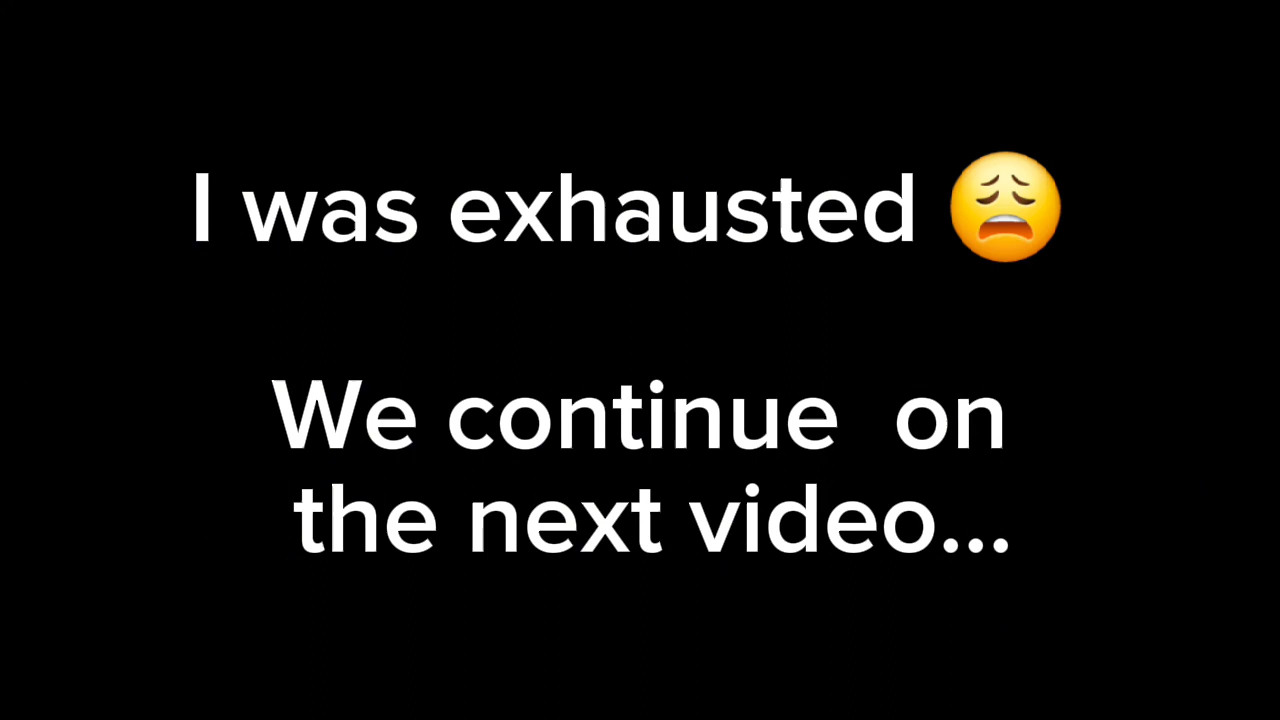 I was exhausted 😩
We continue  on
the next video...